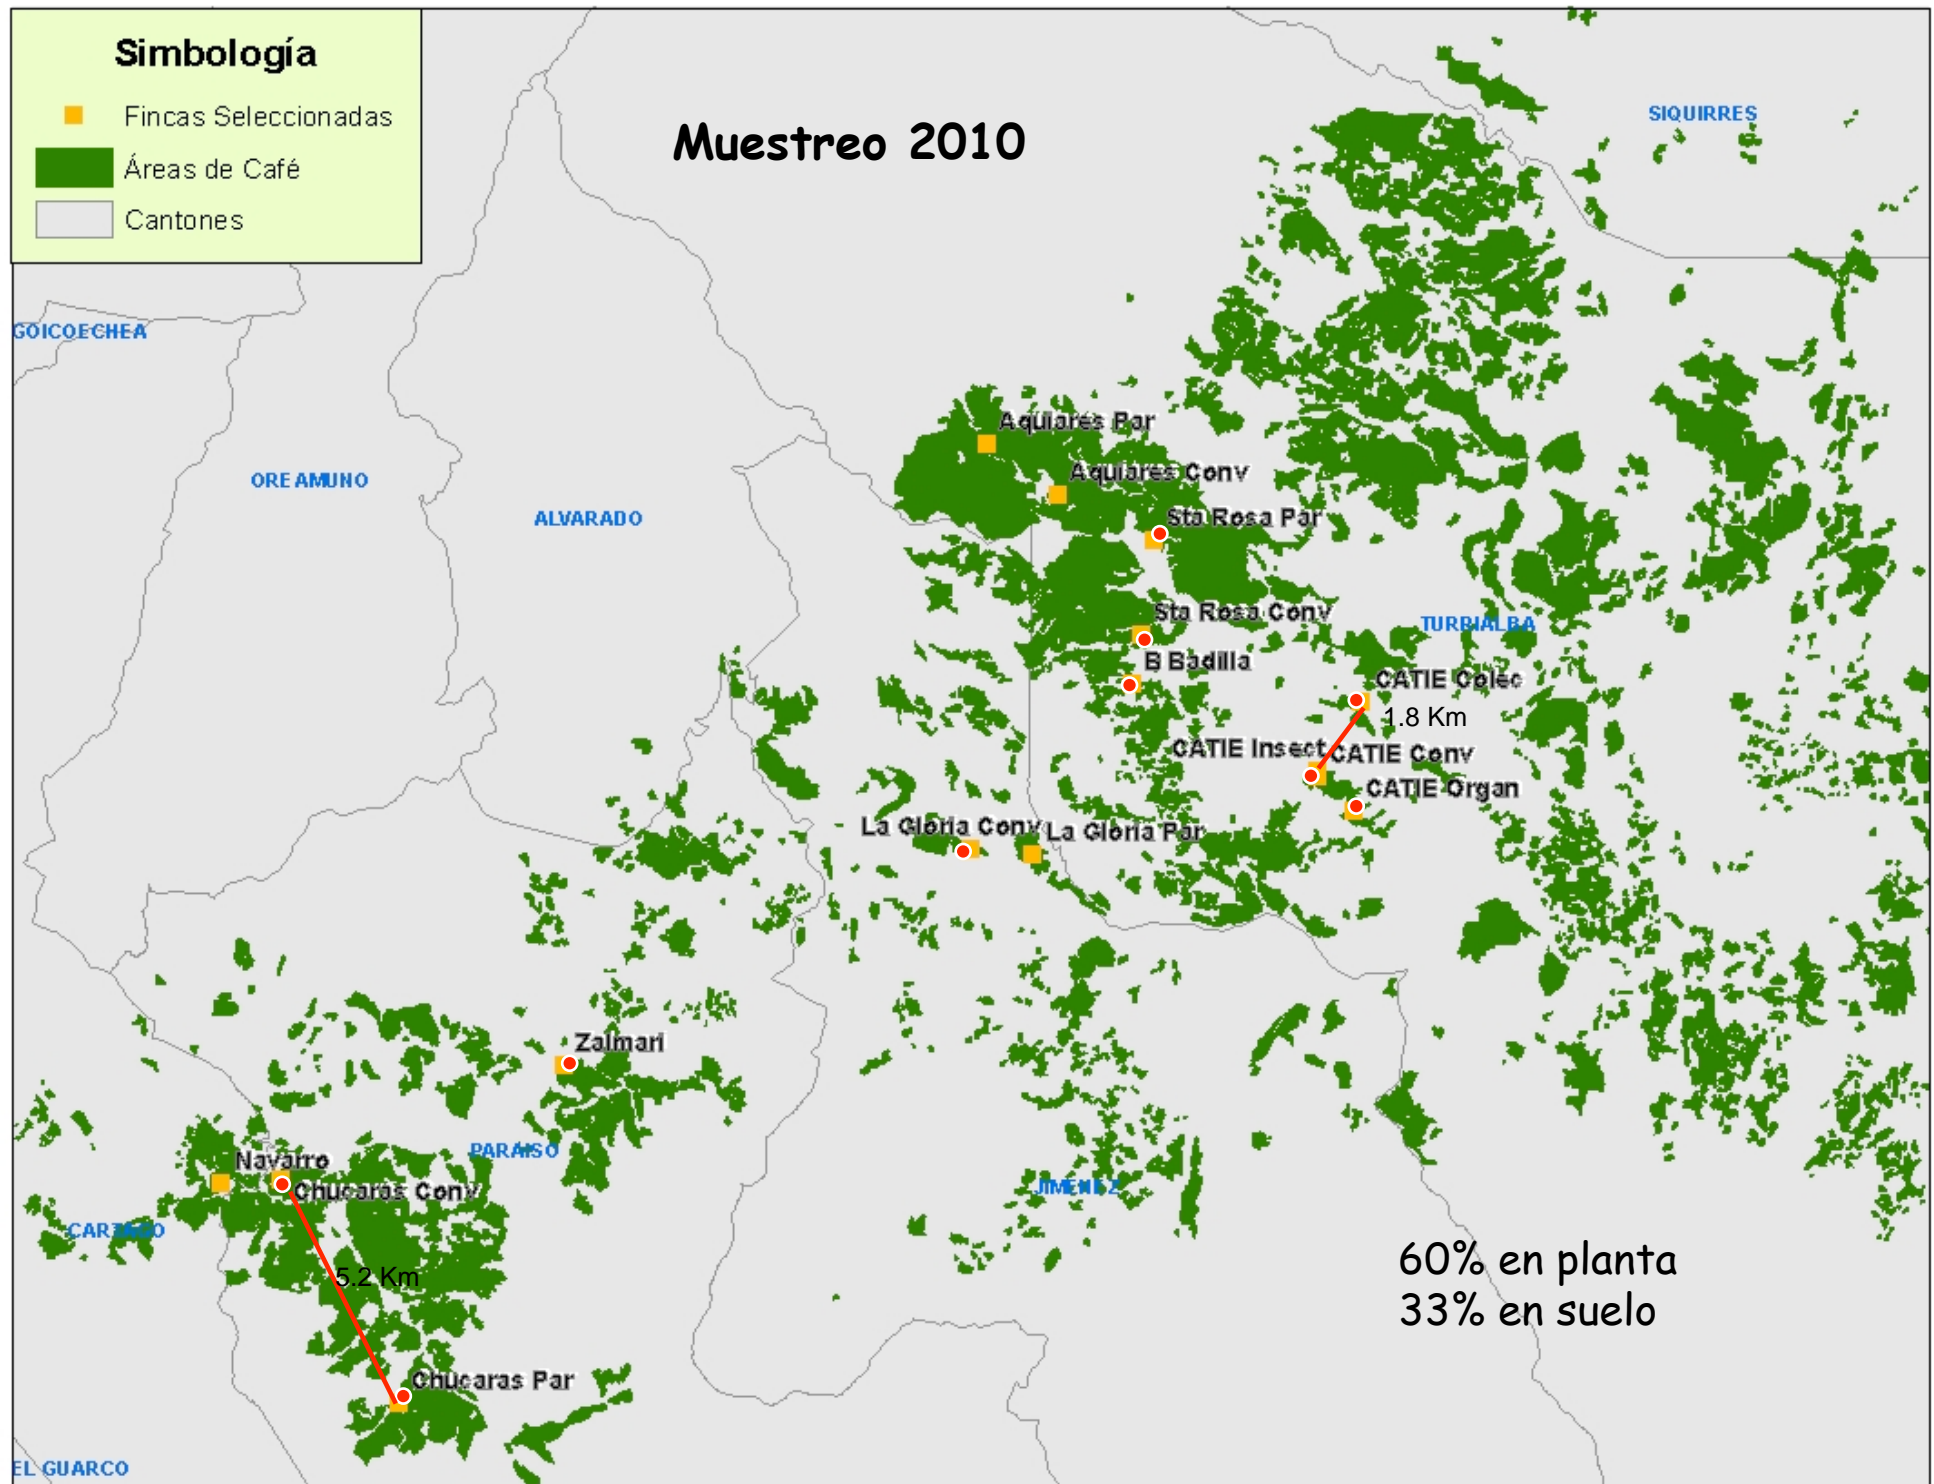 Simbología
Fincas Seleccionadas
Áreas de Café
Cantones
Muestreo 2010
SIQUIRRES
GOICOECHEA
OREAMUNO
ALVARADO
Aquiares Par
Aquiares Conv
Sta Rosa Par
Sta Rosa Conv
TURRIALBA
B Badilla
CATIE Colec
1.8 Km
CATIE Insect
CATIE Conv
CATIE Organ
La Gloria Conv
La Gloria Par
Zalmari
PARAISO
Navarro
Chucaras Conv
JIMENEZ
CARTAGO
5.2 Km
60% en planta
33% en suelo
Chucaras Par
EL GUARCO